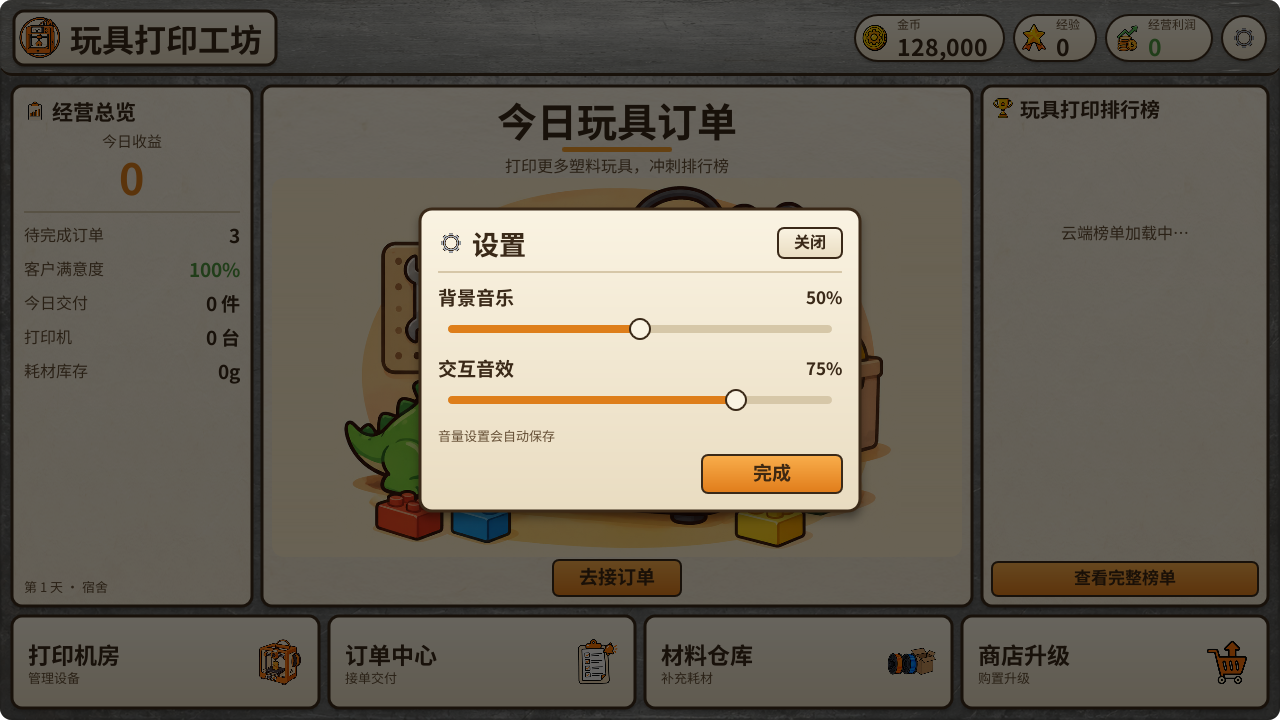 玩具打印工坊
金币
128,000
经验
0
经营利润
0
经营总览
今日收益
0
待完成订单 3
客户满意度 100%
今日交付 0 件
打印机 0 台
耗材库存 0g
第 1 天 · 宿舍
今日玩具订单
打印更多塑料玩具，冲刺排行榜
设置
关闭
背景音乐 50%
交互音效 75%
音量设置会自动保存
完成
去接订单
玩具打印排行榜
云端榜单加载中…
查看完整榜单
打印机房
管理设备
订单中心
接单交付
材料仓库
补充耗材
商店升级
购置升级